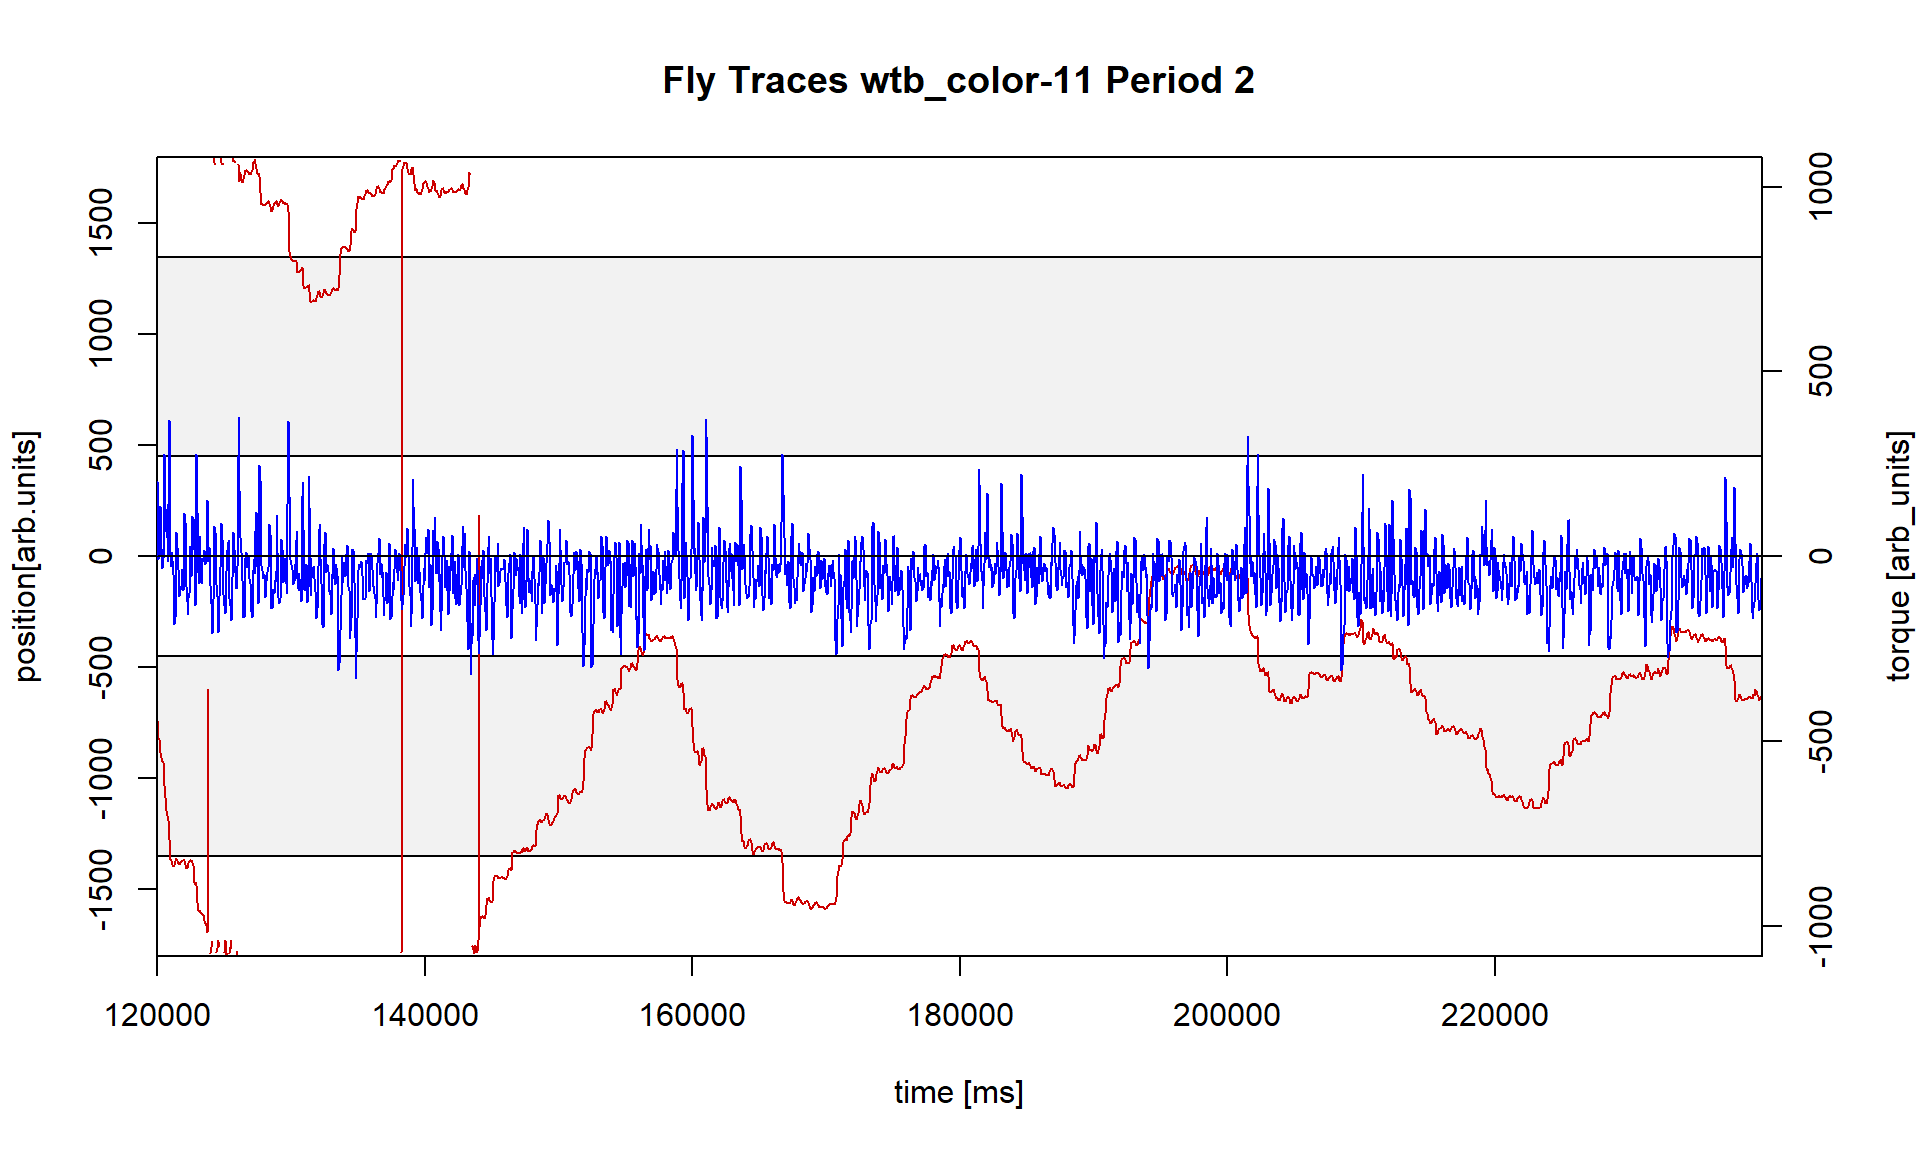 Fly Traces wtb_color-11 Period 2
position[arb.units]
1500
1000
500
0
-500
-1000
-1500
1000
500
0
-500
-1000
torque [arb_units]
120000 140000 160000 180000 200000 220000
time [ms]